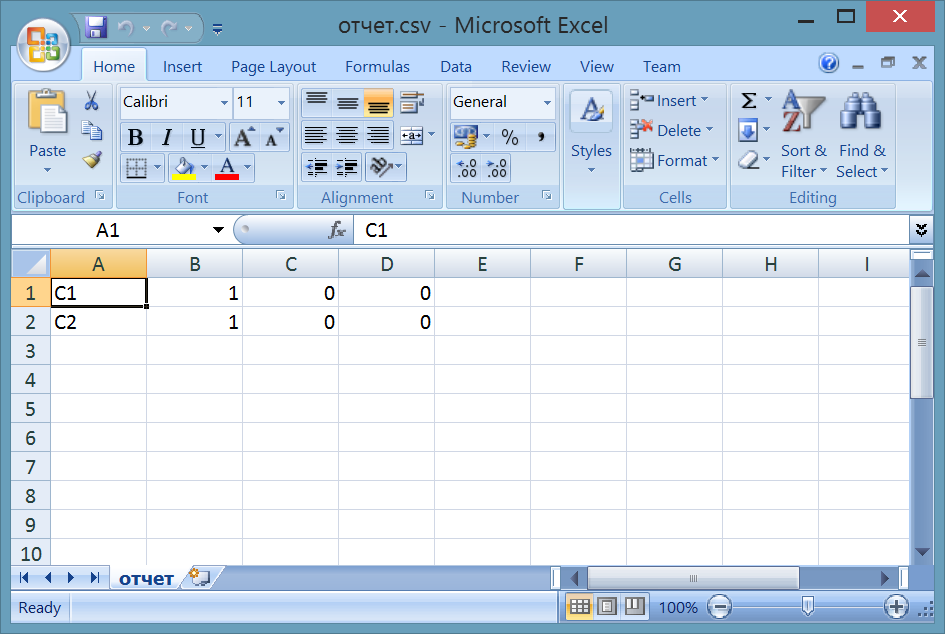 отчет.csv - Microsoft Excel
Home Insert Page Layout Formulas Data Review View Team
Calibri 11 General Σ Insert
Paste B I U A A % , Styles Delete Sort & Find &
A .00 .00 Format Filter Select
Clipboard Font Alignment Number Cells Editing
A1 fx C1
A B C D E F G H I
1 C1 1 0 0
2 C2 1 0 0
3
4
5
6
7
8
9
10
отчет
Ready 100%